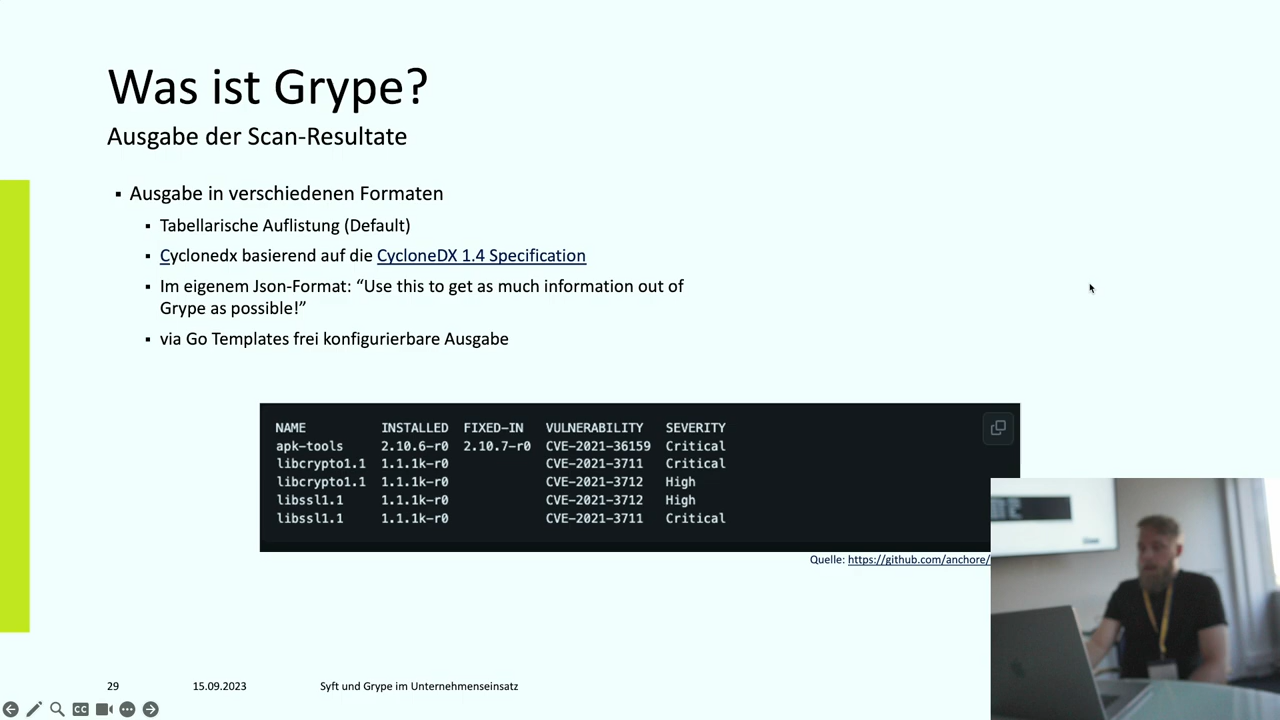 Was ist Grype?
Ausgabe der Scan-Resultate
▪ Ausgabe in verschiedenen Formaten
▪ Tabellarische Auflistung (Default)
▪ Cyclonedx basierend auf die CycloneDX 1.4 Specification
▪ Im eigenem Json-Format: “Use this to get as much information out of
Grype as possible!”
▪ via Go Templates frei konfigurierbare Ausgabe
NAME INSTALLED FIXED-IN VULNERABILITY SEVERITY
apk-tools 2.10.6-r0 2.10.7-r0 CVE-2021-36159 Critical
libcrypto1.1 1.1.1k-r0 CVE-2021-3711 Critical
libcrypto1.1 1.1.1k-r0 CVE-2021-3712 High
libssl1.1 1.1.1k-r0 CVE-2021-3712 High
libssl1.1 1.1.1k-r0 CVE-2021-3711 Critical
Quelle: https://github.com/anchore/
29 15.09.2023 Syft und Grype im Unternehmenseinsatz
CC